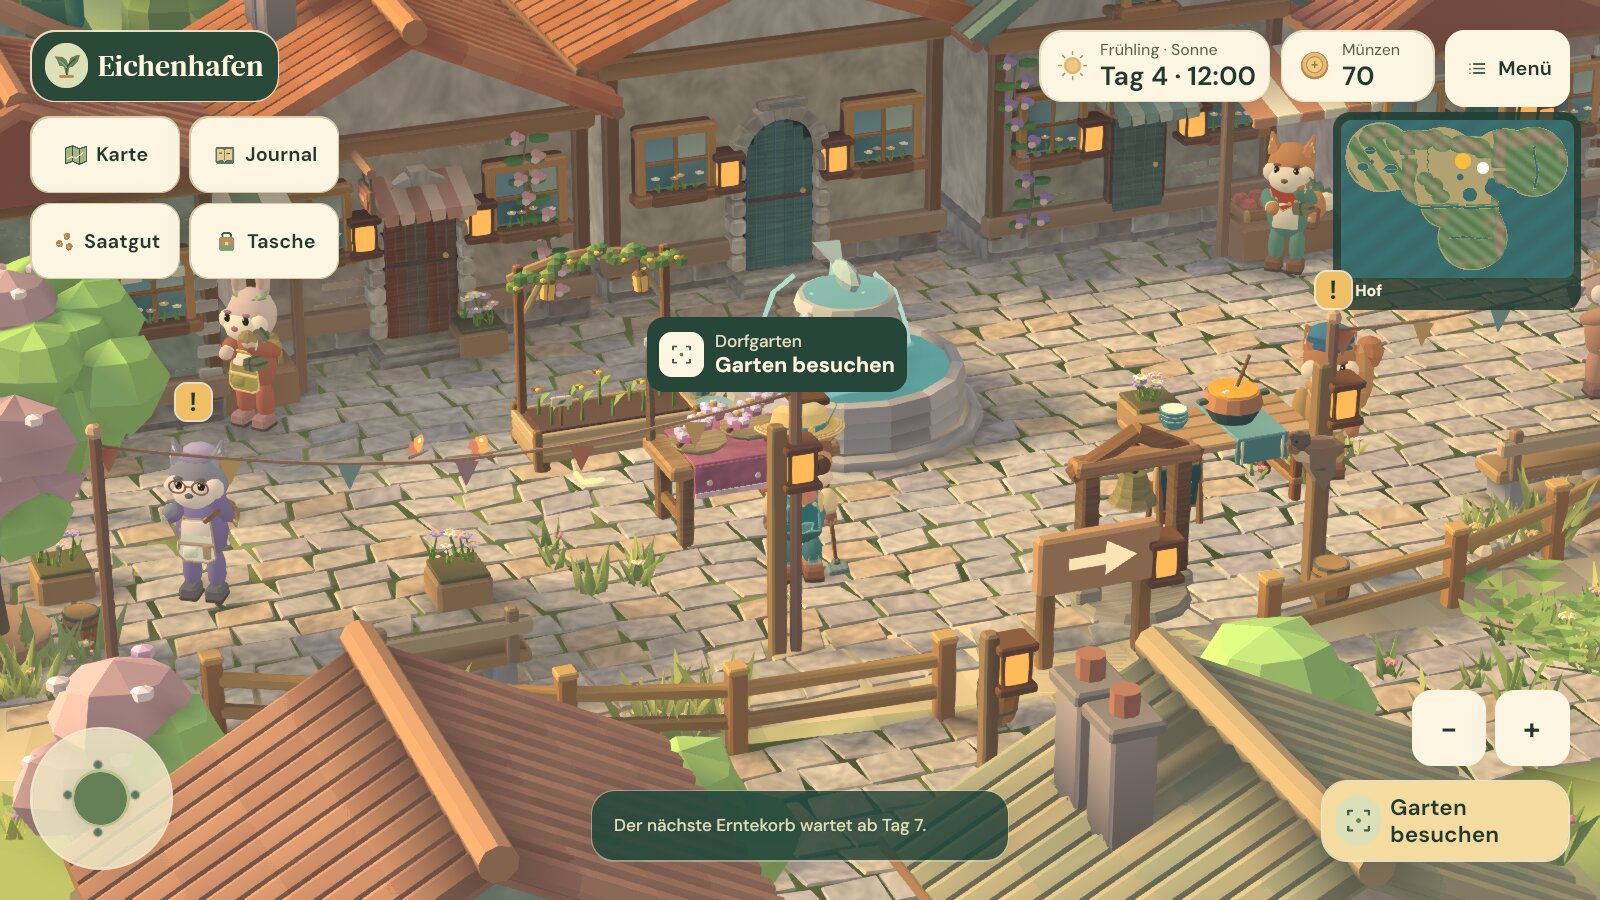 Eichenhafen
Frühling · Sonne
Tag 4 · 12:00
Münzen
70
Menü
Karte
Journal
Saatgut
Tasche
!
Hof
Dorfgarten
Garten besuchen
!
Der nächste Erntekorb wartet ab Tag 7.
−
+
Garten
besuchen